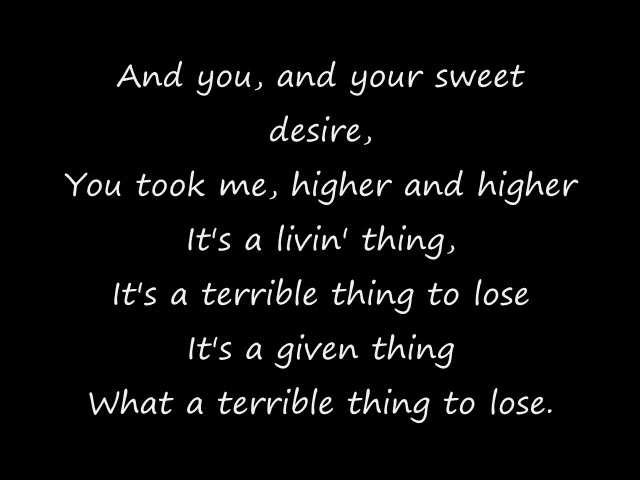 And you, and your sweet
desire,
You took me, higher and higher
It's a livin' thing,
It's a terrible thing to lose
It's a given thing
What a terrible thing to lose.